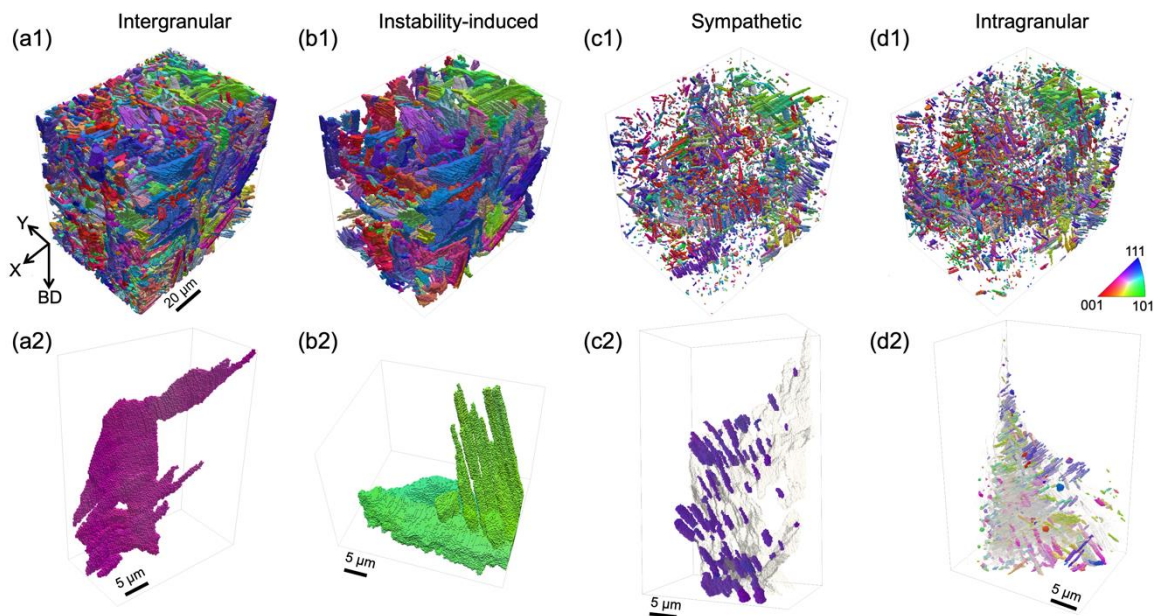 Intergranular
Instability-induced
Sympathetic
Intragranular
(a1)
(b1)
(c1)
(d1)
Y
X
BD
20 μm
111
001
101
(a2)
(b2)
(c2)
(d2)
5 μm
5 μm
5 μm
5 μm